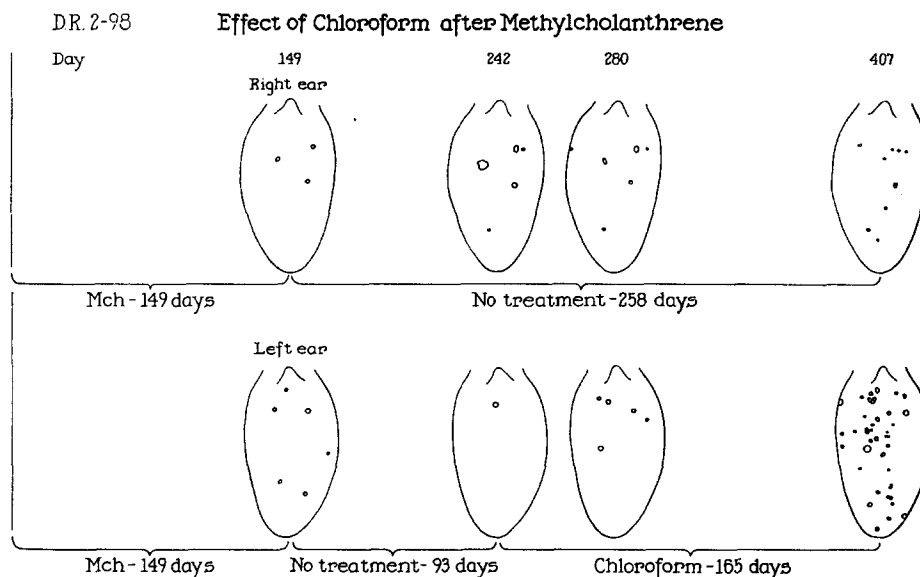 D.R. 2-98 Effect of Chloroform after Methylcholanthrene
Day 149 242 280 407
Right ear
Mch-149 days No treatment-258 days
Left ear
Mch-149 days No treatment-93 days Chloroform-165 days